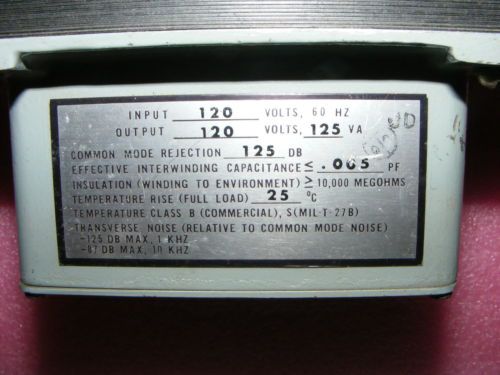 INPUT 120 VOLTS, 60 HZ
OUTPUT 120 VOLTS, 125 VA
COMMON MODE REJECTION 125 DB
EFFECTIVE INTERWINDING CAPACITANCE ≤ .005 PF
INSULATION (WINDING TO ENVIRONMENT) ≥ 10,000 MEGOHMS
TEMPERATURE RISE (FULL LOAD) 25 °C
TEMPERATURE CLASS B (COMMERCIAL), S(MIL-T-27B)
TRANSVERSE NOISE (RELATIVE TO COMMON MODE NOISE)
-125 DB MAX, 1 KHZ
-87 DB MAX, 10 KHZ